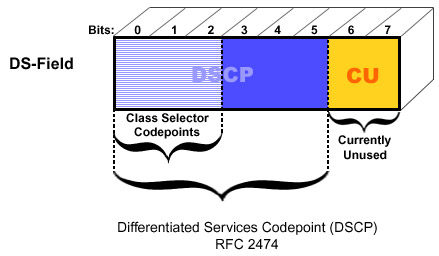 Bits: 0 1 2 3 4 5 6 7
DS-Field
DSCP
CU
Class Selector
Codepoints
Currently
Unused
Differentiated Services Codepoint (DSCP)
RFC 2474